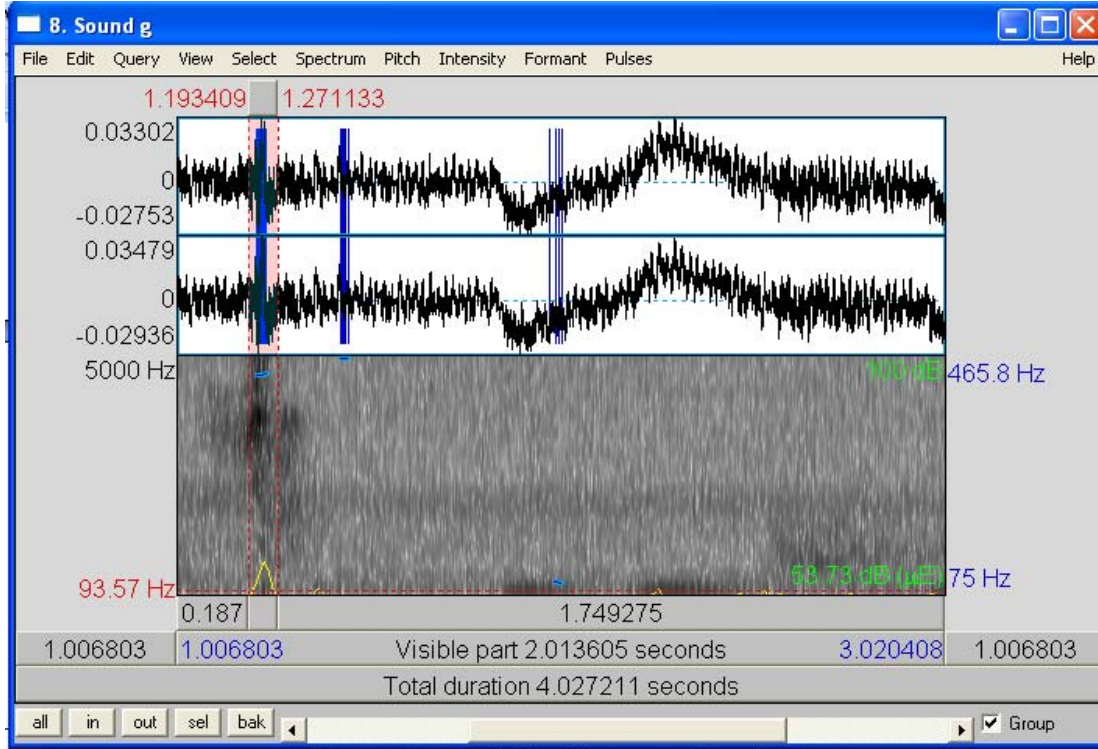 8. Sound g
File Edit Query View Select Spectrum Pitch Intensity Formant Pulses Help
1.193409 1.271133
0.03302
0
-0.02753
0.03479
0
-0.02936
5000 Hz 100 dB 465.8 Hz
93.57 Hz 53.73 dB (µE) 75 Hz
0.187 1.749275
1.006803 1.006803 Visible part 2.013605 seconds 3.020408 1.006803
Total duration 4.027211 seconds
all in out sel bak Group